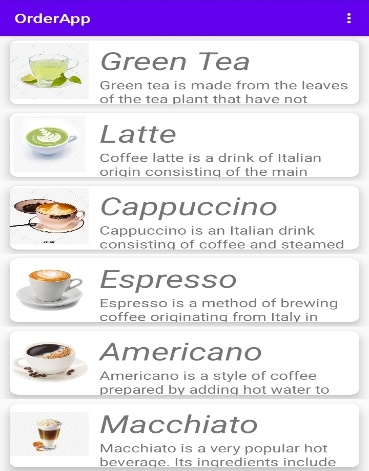 OrderApp
Green Tea
Green tea is made from the leaves
of the tea plant that have not
Latte
Coffee latte is a drink of Italian
origin consisting of the main
Cappuccino
Cappuccino is an Italian drink
consisting of coffee and steamed
Espresso
Espresso is a method of brewing
coffee originating from Italy in
Americano
Americano is a style of coffee
prepared by adding hot water to
Macchiato
Macchiato is a very popular hot
beverage. Its ingredients include